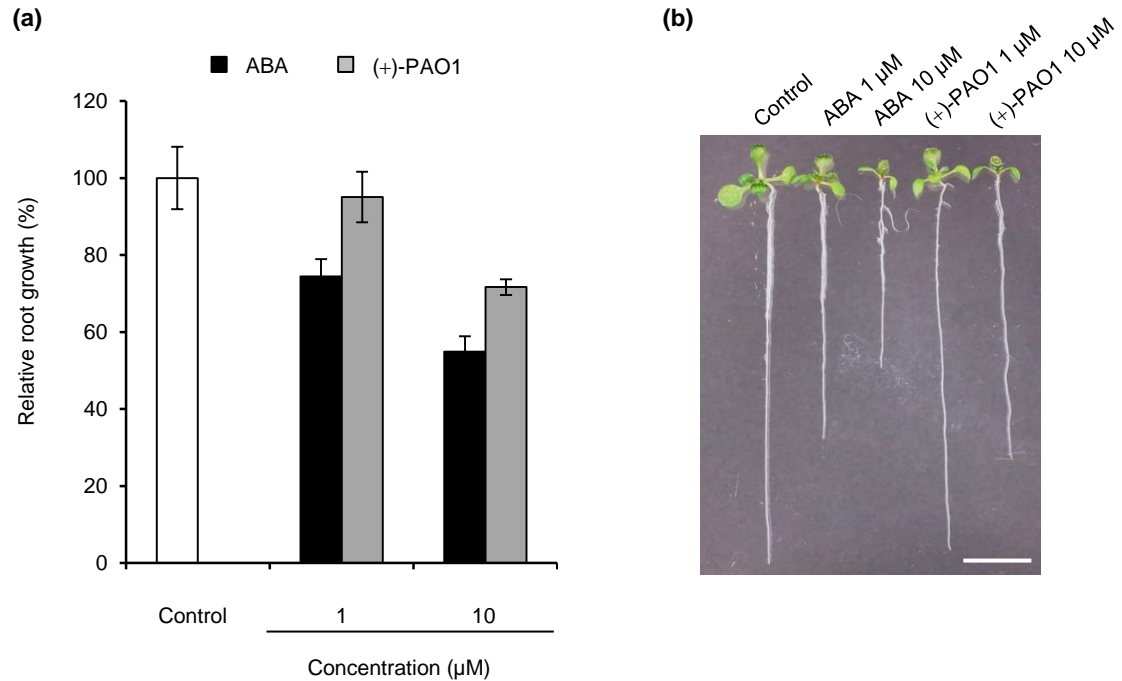 (a)
ABA (+)-PAO1
Relative root growth (%)
120
100
80
60
40
20
0
Control 1 10
Concentration (μM)
(b)
Control
ABA 1 μM
ABA 10 μM
(+)-PAO1 1 μM
(+)-PAO1 10 μM